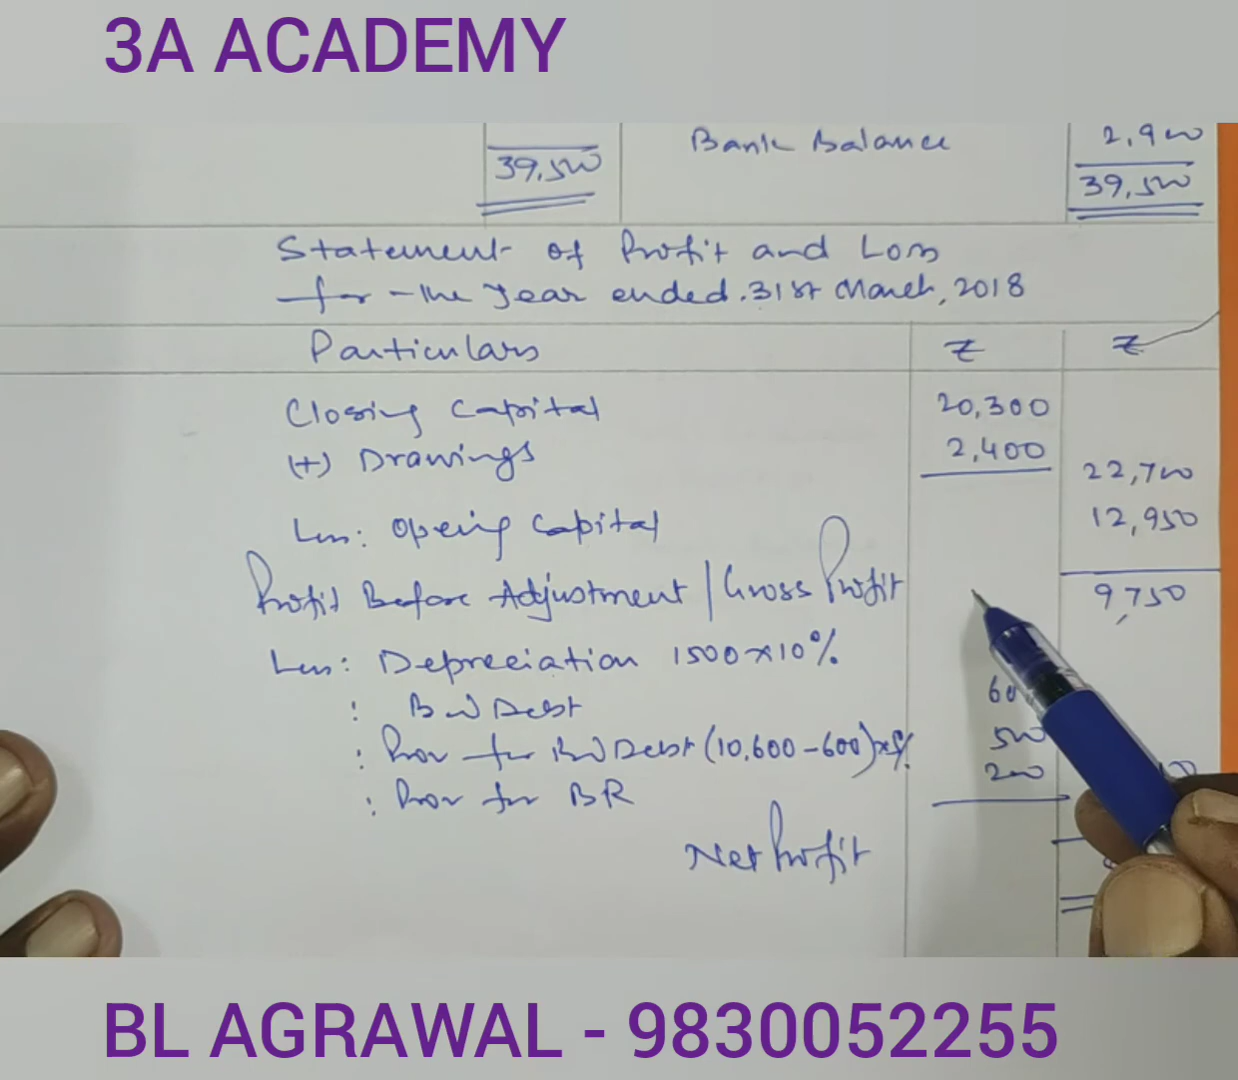 3A ACADEMY
Bank Balance 2,900
39,500 39,500
Statement of Profit and Loss
for the year ended 31st March, 2018
Particulars ₹ ₹
Closing Capital 20,300
(+) Drawings 2,400 22,700
Less: Opening Capital 12,950
Profit Before Adjustment / Gross Profit 9,750
Less: Depreciation 1500x10%
: Bad Debt 600
: Prov for Bad Debt (10,600-600)x5% 500
: Prov for BR 200
Net Profit
BL AGRAWAL - 9830052255